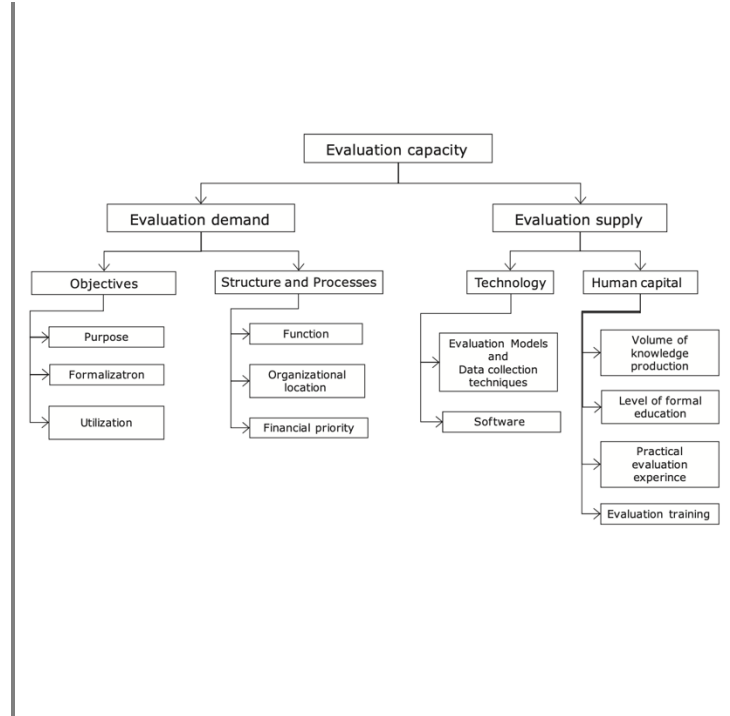 Evaluation capacity
Evaluation demand
Evaluation supply
Objectives
Structure and Processes
Technology
Human capital
Purpose
Formalizatron
Utilization
Function
Organizational
location
Financial priority
Evaluation Models
and
Data collection
techniques
Software
Volume of
knowledge
production
Level of formal
education
Practical
evaluation
experince
Evaluation training